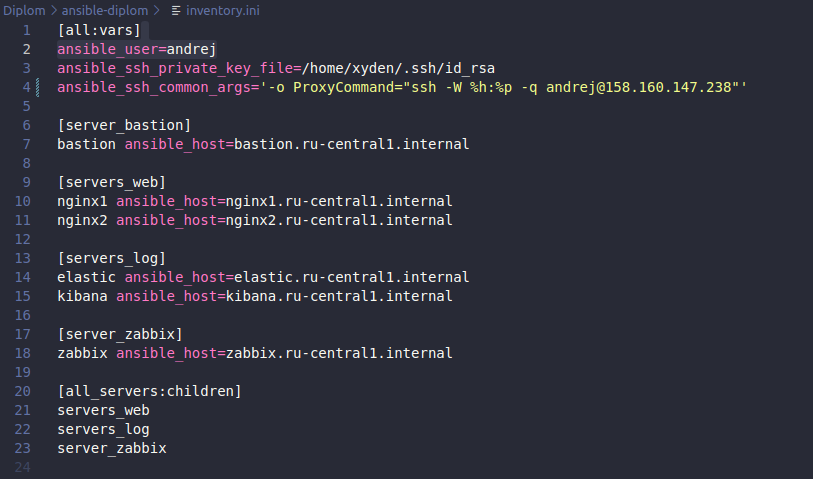 Diplom > ansible-diplom > inventory.ini
1 [all:vars]
2 ansible_user=andrej
3 ansible_ssh_private_key_file=/home/xyden/.ssh/id_rsa
4 ansible_ssh_common_args='-o ProxyCommand="ssh -W %h:%p -q andrej@158.160.147.238"'
5
6 [server_bastion]
7 bastion ansible_host=bastion.ru-central1.internal
8
9 [servers_web]
10 nginx1 ansible_host=nginx1.ru-central1.internal
11 nginx2 ansible_host=nginx2.ru-central1.internal
12
13 [servers_log]
14 elastic ansible_host=elastic.ru-central1.internal
15 kibana ansible_host=kibana.ru-central1.internal
16
17 [server_zabbix]
18 zabbix ansible_host=zabbix.ru-central1.internal
19
20 [all_servers:children]
21 servers_web
22 servers_log
23 server_zabbix
24